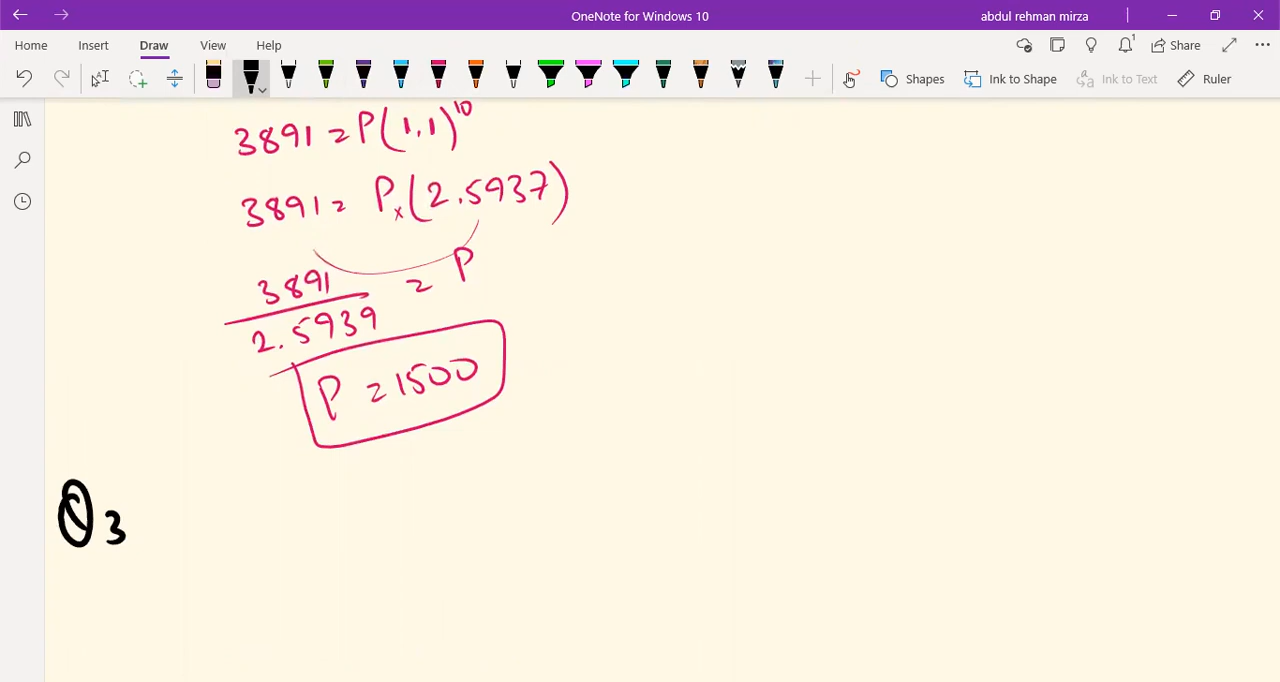 OneNote for Windows 10
abdul rehman mirza
Home Insert Draw View Help
Share
Shapes Ink to Shape Ink to Text Ruler
3891 = P(1.1)^10
3891 = P x (2.5937)
3891 / 2.5939 = P
P = 1500
Q3